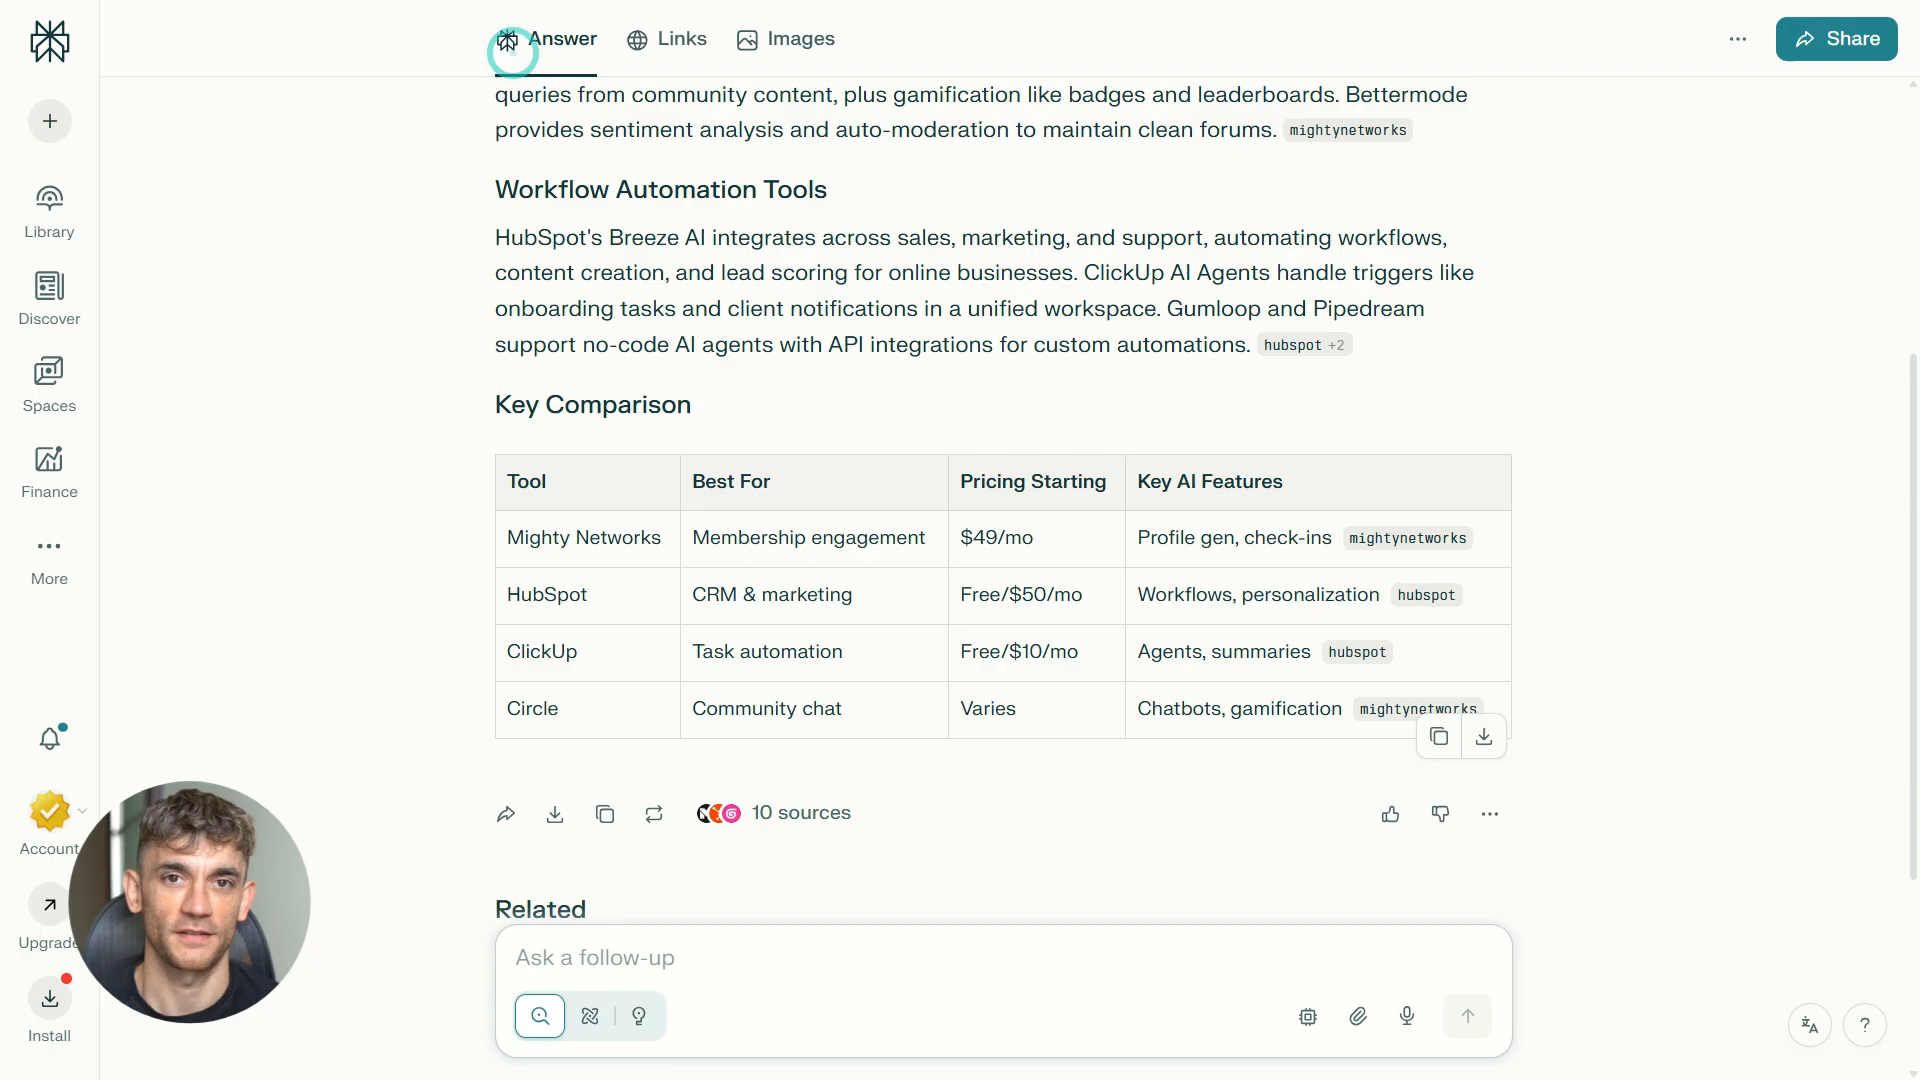 Answer
Links
Images
Share
queries from community content, plus gamification like badges and leaderboards. Bettermode
provides sentiment analysis and auto-moderation to maintain clean forums. mightynetworks
Library
Discover
Spaces
Finance
More
Account
Upgrade
Install
Workflow Automation Tools
HubSpot's Breeze AI integrates across sales, marketing, and support, automating workflows,
content creation, and lead scoring for online businesses. ClickUp AI Agents handle triggers like
onboarding tasks and client notifications in a unified workspace. Gumloop and Pipedream
support no-code AI agents with API integrations for custom automations. hubspot +2
Key Comparison
Tool Best For Pricing Starting Key AI Features
Mighty Networks Membership engagement $49/mo Profile gen, check-ins mightynetworks
HubSpot CRM & marketing Free/$50/mo Workflows, personalization hubspot
ClickUp Task automation Free/$10/mo Agents, summaries hubspot
Circle Community chat Varies Chatbots, gamification mightynetworks
10 sources
Related
Ask a follow-up